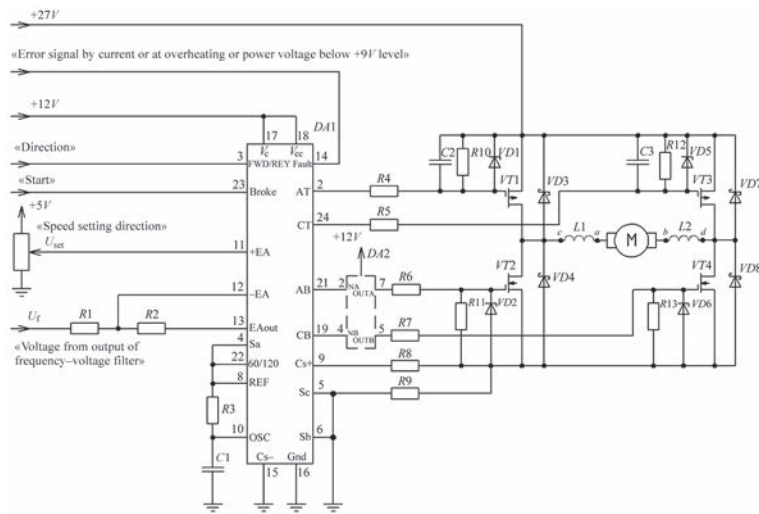 +27V
«Error signal by current or at overheating or power voltage below +9V level»
+12V
17
18
DA1
Vc
Vcc
«Direction»
3
FWD/REY Fault
14
C2
R10
VD1
C3
R12
VD5
«Start»
23
Broke
AT
2
R4
VT1
VD3
VT3
VD7
+5V
«Speed setting direction»
CT
24
R5
Uset
11
+EA
+12V
DA2
c
L1
a
M
b
L2
d
12
–EA
AB
21
2
NA
OUTA
7
R6
VT2
VD4
VT4
VD8
Uf
R1
R2
13
EAout
R11
VD2
R13
VD6
«Voltage from output of
frequency–voltage filter»
4
Sa
CB
19
4
NB
OUTB
5
R7
22
60/120
Cs+
9
R8
8
REF
Sc
5
R9
R3
10
OSC
Sb
6
C1
Cs–
Gnd
15
16